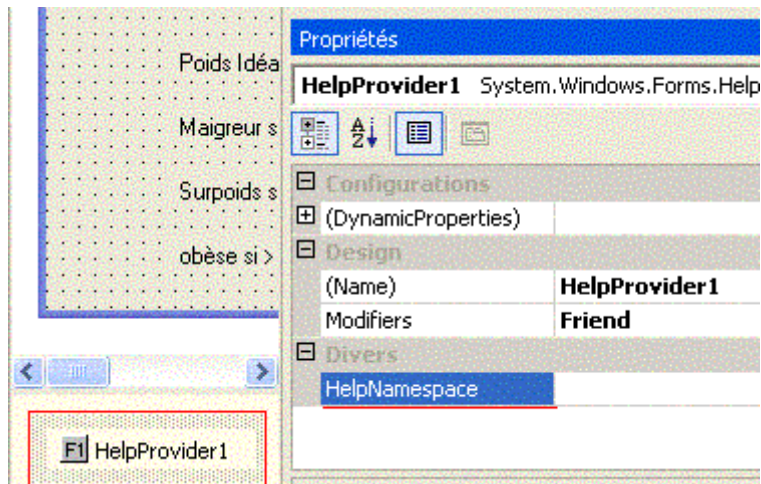 Poids Idéa
Maigreur s
Surpoids s
obèse si >
F1 HelpProvider1
Propriétés
HelpProvider1 System.Windows.Forms.Help
Configurations
(DynamicProperties)
Design
(Name) HelpProvider1
Modifiers Friend
Divers
HelpNamespace